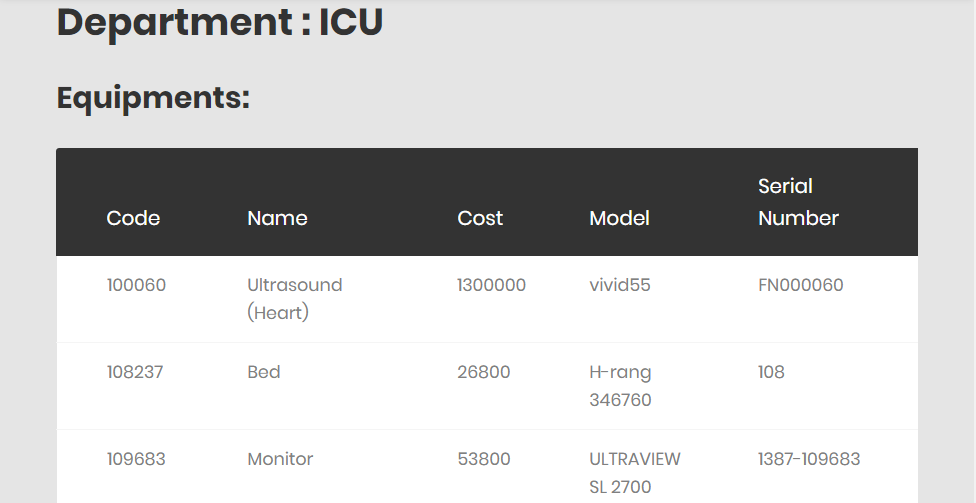 Department : ICU
Equipments:
Code Name Cost Model Serial Number
100060 Ultrasound (Heart) 1300000 vivid55 FN000060
108237 Bed 26800 H-rang 346760 108
109683 Monitor 53800 ULTRAVIEW SL 2700 1387-109683